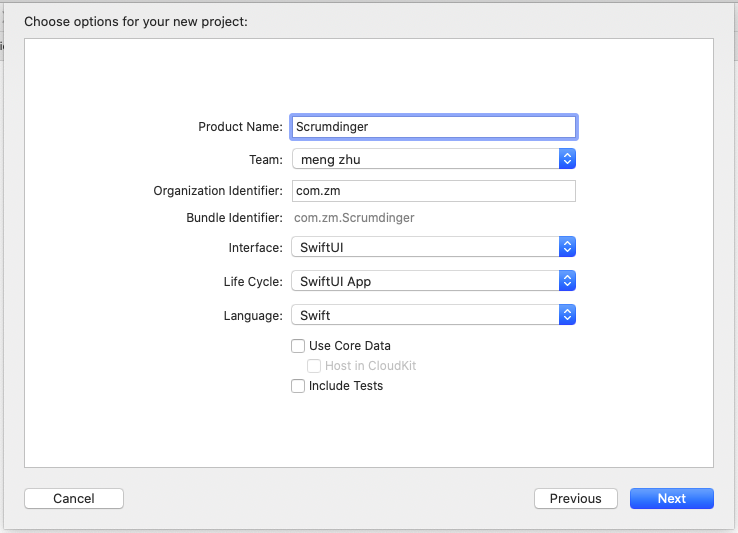 Choose options for your new project:
Product Name: Scrumdinger
Team: meng zhu
Organization Identifier: com.zm
Bundle Identifier: com.zm.Scrumdinger
Interface: SwiftUI
Life Cycle: SwiftUI App
Language: Swift
Use Core Data
Host in CloudKit
Include Tests
Cancel Previous Next